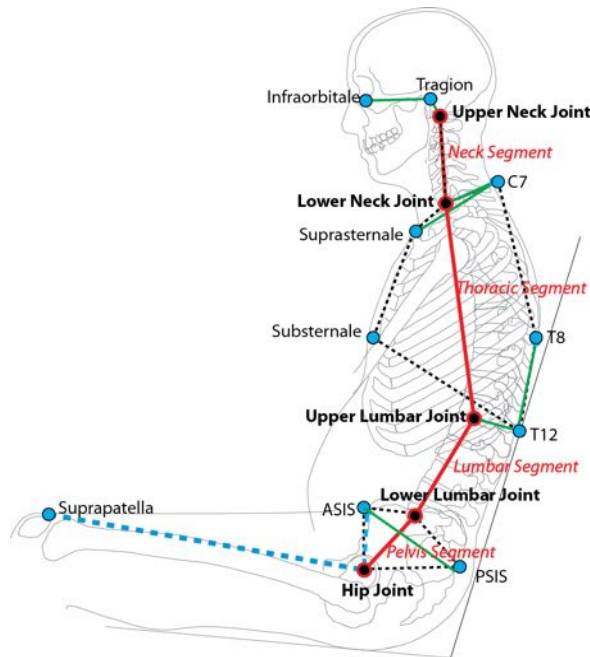 Tragion
Infraorbitale
Upper Neck Joint
Neck Segment
C7
Lower Neck Joint
Suprasternale
Thoracic Segment
Substernale
T8
Upper Lumbar Joint
T12
Lumbar Segment
Lower Lumbar Joint
Suprapatella
ASIS
Pelvis Segment
PSIS
Hip Joint